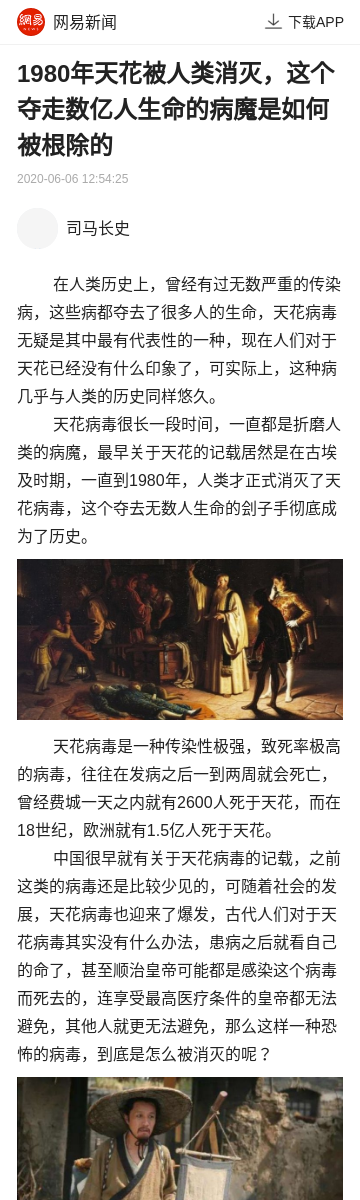 網易
NEWS
网易新闻
下载APP
1980年天花被人类消灭，这个
夺走数亿人生命的病魔是如何
被根除的
2020-06-06 12:54:25
司马长史
在人类历史上，曾经有过无数严重的传染
病，这些病都夺去了很多人的生命，天花病毒
无疑是其中最有代表性的一种，现在人们对于
天花已经没有什么印象了，可实际上，这种病
几乎与人类的历史同样悠久。
天花病毒很长一段时间，一直都是折磨人
类的病魔，最早关于天花的记载居然是在古埃
及时期，一直到1980年，人类才正式消灭了天
花病毒，这个夺去无数人生命的刽子手彻底成
为了历史。
天花病毒是一种传染性极强，致死率极高
的病毒，往往在发病之后一到两周就会死亡，
曾经费城一天之内就有2600人死于天花，而在
18世纪，欧洲就有1.5亿人死于天花。
中国很早就有关于天花病毒的记载，之前
这类的病毒还是比较少见的，可随着社会的发
展，天花病毒也迎来了爆发，古代人们对于天
花病毒其实没有什么办法，患病之后就看自己
的命了，甚至顺治皇帝可能都是感染这个病毒
而死去的，连享受最高医疗条件的皇帝都无法
避免，其他人就更无法避免，那么这样一种恐
怖的病毒，到底是怎么被消灭的呢？